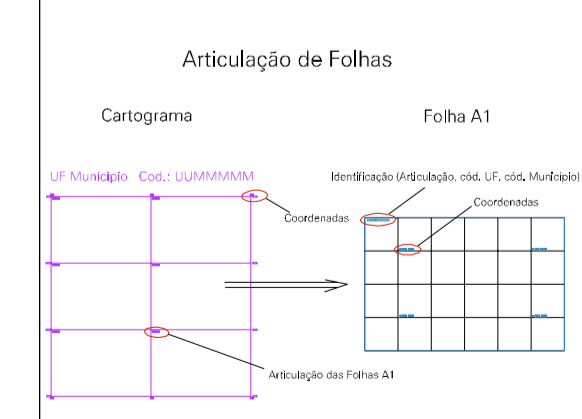 Articulação de Folhas
Cartograma
Folha A1
UF Município Cod.: UUMMMMM
Identificação (Articulação, cód. UF, cód. Município)
Coordenadas
Coordenadas
Articulação das Folhas A1